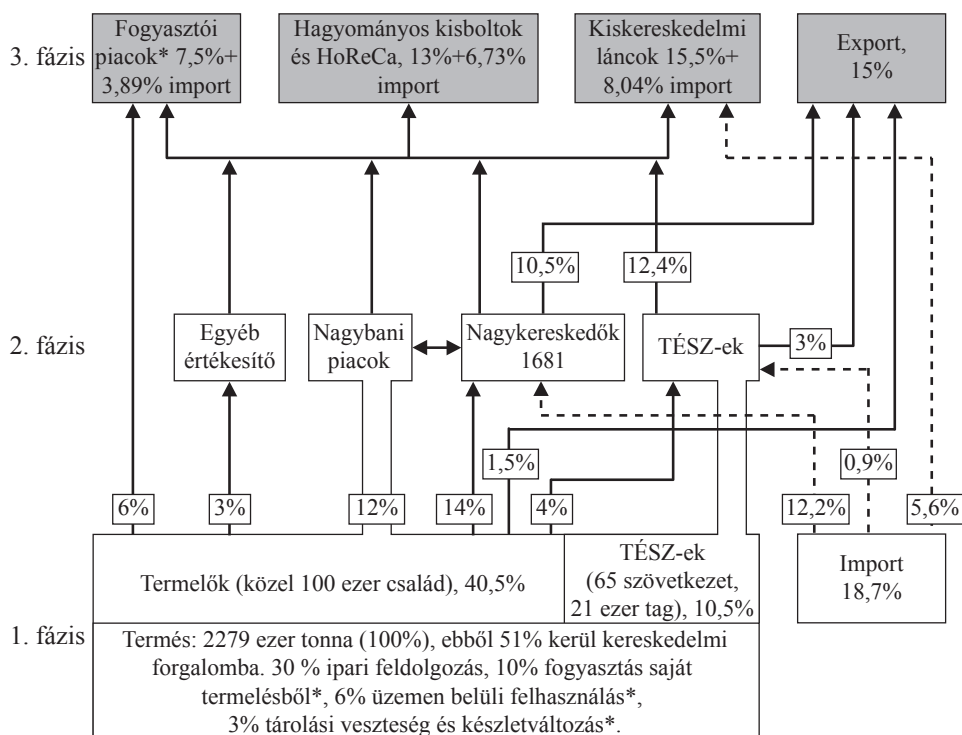 3. fázis
Fogyasztói
piacok* 7,5%+
3,89% import
Hagyományos kisboltok
és HoReCa, 13%+6,73%
import
Kiskereskedelmi
láncok 15,5%+
8,04% import
Export,
15%
10,5%
12,4%
2. fázis
Egyéb
értékesítő
Nagybani
piacok
Nagykereskedők
1681
TÉSZ-ek
3%
1,5%
0,9%
6%
3%
12%
14%
4%
12,2%
5,6%
1. fázis
Termelők (közel 100 ezer család), 40,5%
TÉSZ-ek
(65 szövetkezet,
21 ezer tag), 10,5%
Import
18,7%
Termés: 2279 ezer tonna (100%), ebből 51% kerül kereskedelmi
forgalomba. 30 % ipari feldolgozás, 10% fogyasztás saját
termelésből*, 6% üzemen belüli felhasználás*,
3% tárolási veszteség és készletváltozás*.